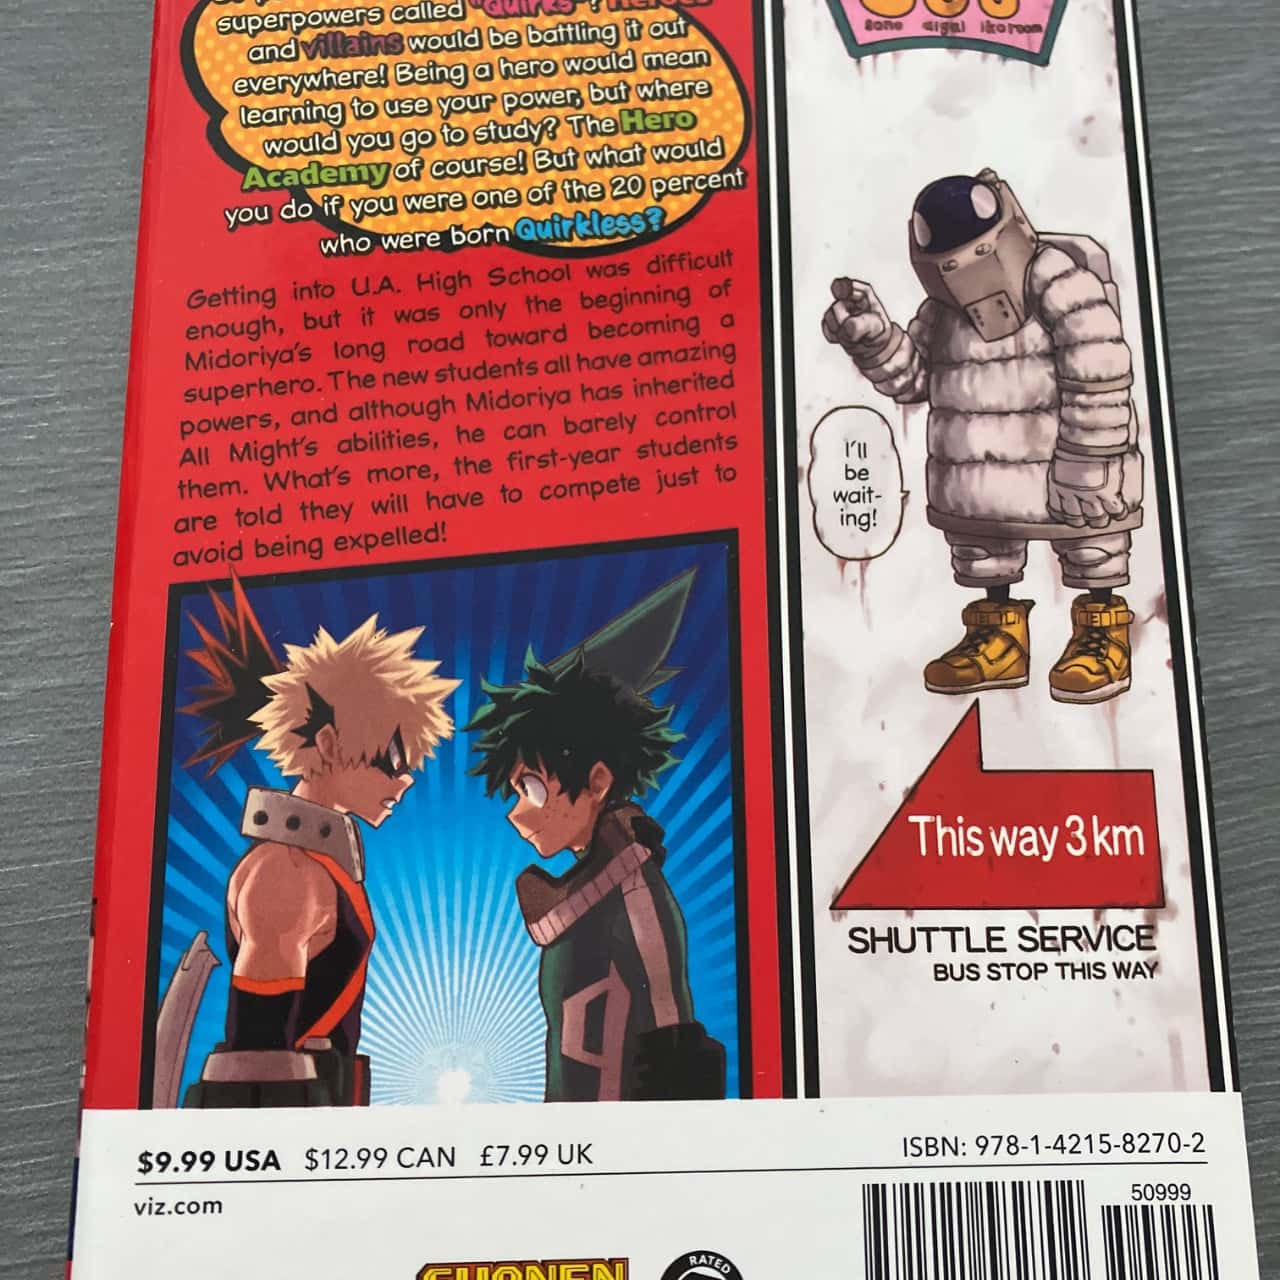 superpowers called "Quirks"? Heroes
and villains would be battling it out
everywhere! Being a hero would mean
learning to use your power, but where
would you go to study? The Hero
Academy of course! But what would
you do if you were one of the 20 percent
who were born Quirkless?
Getting into U.A. High School was difficult
enough, but it was only the beginning of
Midoriya's long road toward becoming a
superhero. The new students all have amazing
powers, and although Midoriya has inherited
All Might's abilities, he can barely control
them. What's more, the first-year students
are told they will have to compete just to
avoid being expelled!
I'll
be
wait-
ing!
This way 3km
SHUTTLE SERVICE
BUS STOP THIS WAY
$9.99 USA $12.99 CAN £7.99 UK
ISBN: 978-1-4215-8270-2
viz.com
50999
SHONEN
RATED